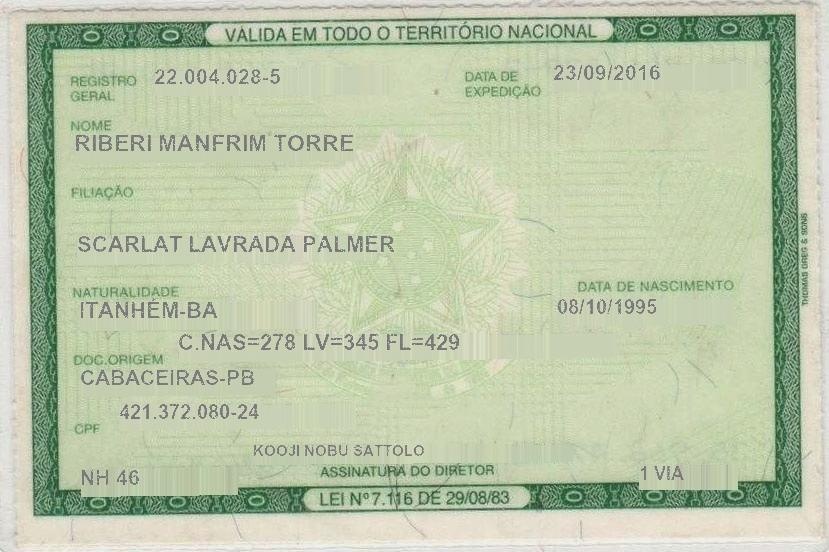 VALIDA EM TODO O TERRITÓRIO NACIONAL
REGISTRO GERAL 22.004.028-5 DATA DE EXPEDIÇÃO 23/09/2016
NOME
RIBERI MANFRIM TORRE
FILIAÇÃO
SCARLAT LAVRADA PALMER
NATURALIDADE DATA DE NASCIMENTO
ITANHÉM-BA 08/10/1995
C.NAS=278 LV=345 FL=429
DOC.ORIGEM
CABACEIRAS-PB
421.372.080-24
CPF
KOOJI NOBU SATTOLO
NH 46 ASSINATURA DO DIRETOR 1 VIA
LEI Nº 7.116 DE 29/08/83
THOMAS GREG & SONS